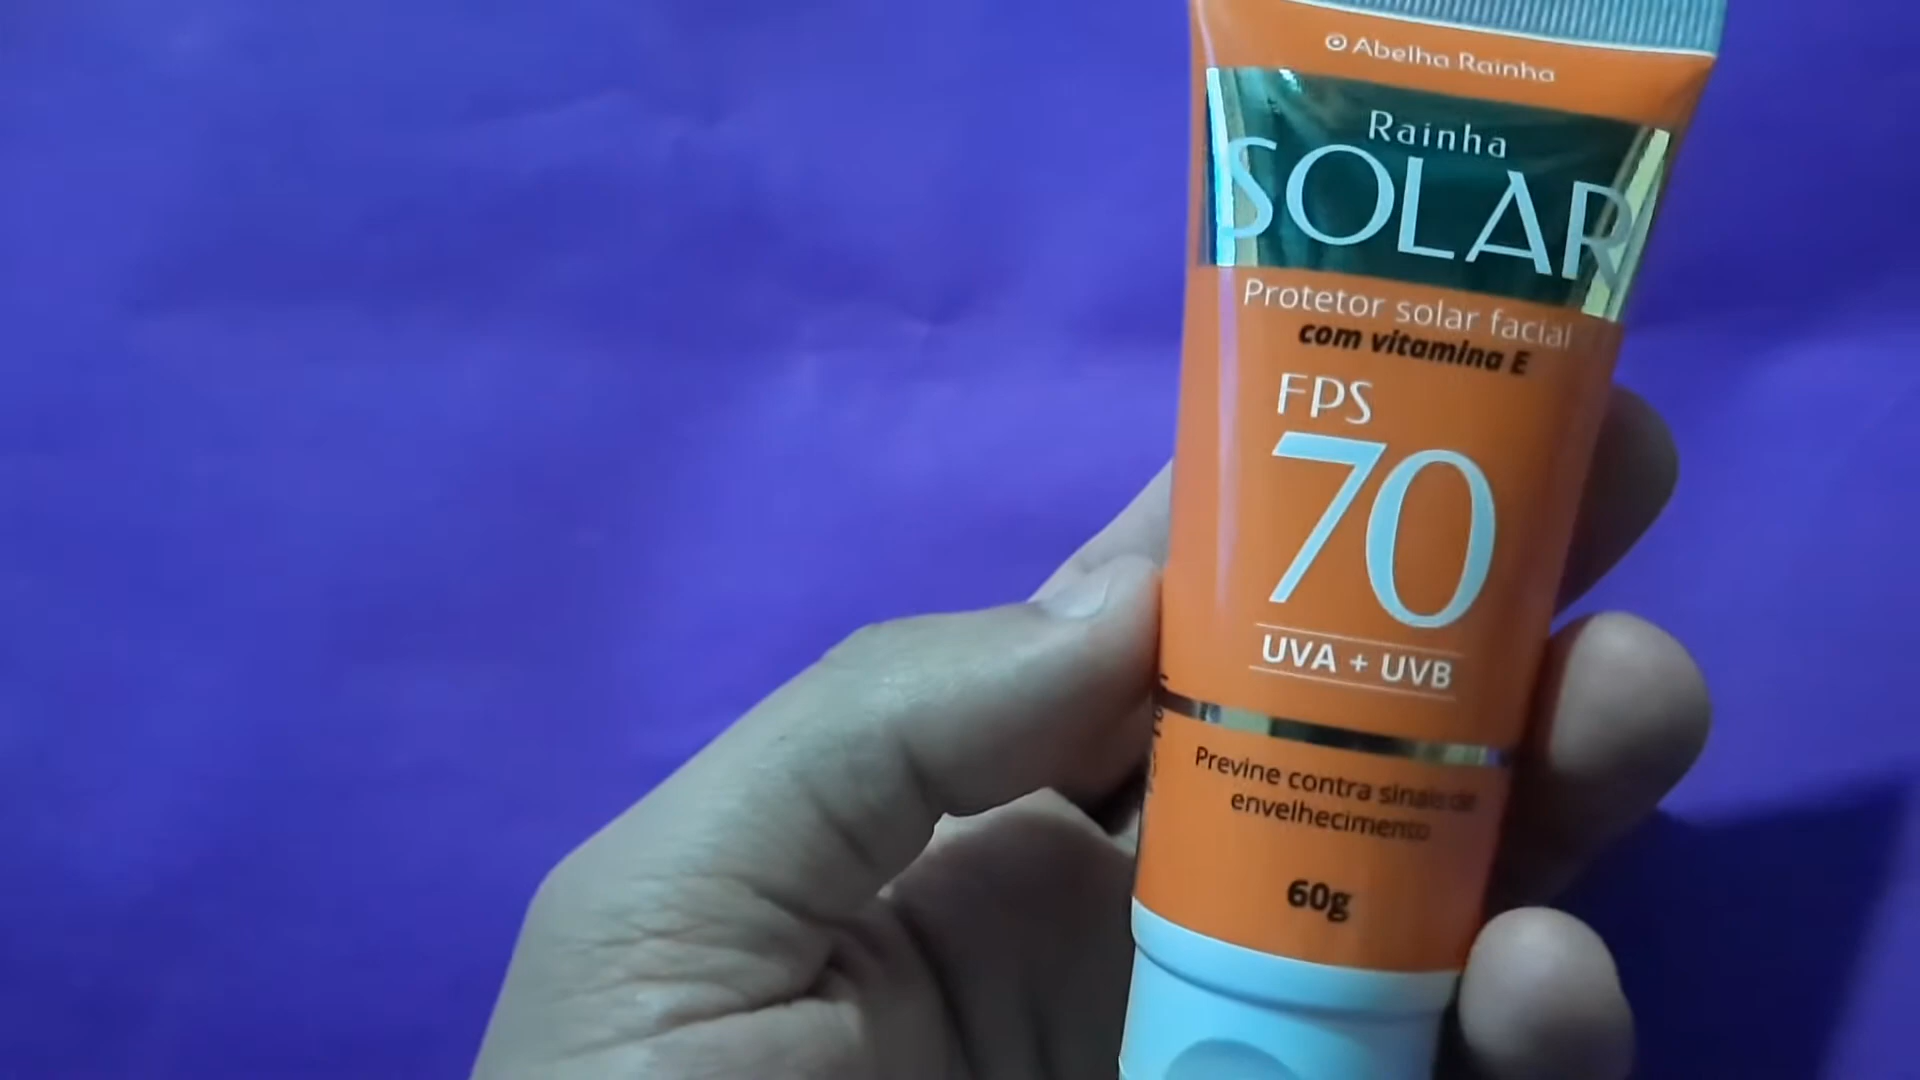 Abelha Rainha
Rainha
SOLAR
Protetor solar facial
com vitamina E
FPS
70
UVA + UVB
Previne contra sinais de
envelhecimento
60g